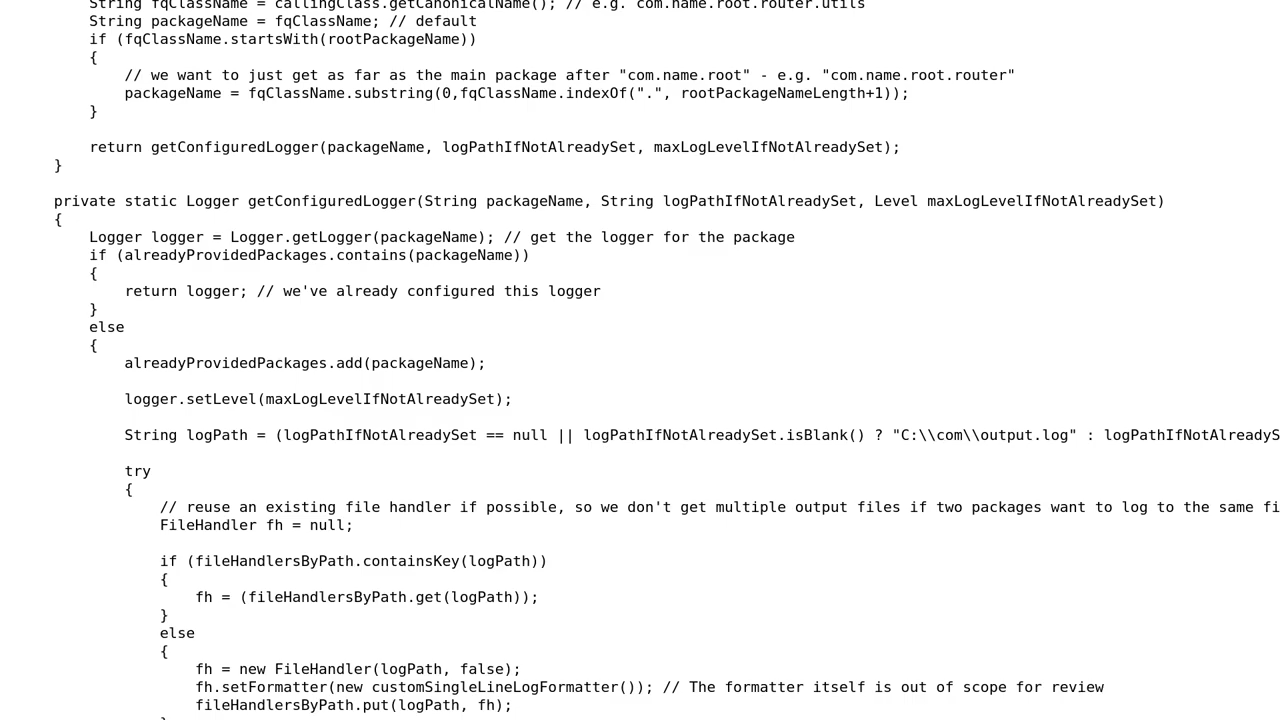 String fqClassName = callingClass.getCanonicalName(); // e.g. com.name.root.router.utils
String packageName = fqClassName; // default
if (fqClassName.startsWith(rootPackageName))
{
// we want to just get as far as the main package after "com.name.root" - e.g. "com.name.root.router"
packageName = fqClassName.substring(0,fqClassName.indexOf(".", rootPackageNameLength+1));
}
return getConfiguredLogger(packageName, logPathIfNotAlreadySet, maxLogLevelIfNotAlreadySet);
}
private static Logger getConfiguredLogger(String packageName, String logPathIfNotAlreadySet, Level maxLogLevelIfNotAlreadySet)
{
Logger logger = Logger.getLogger(packageName); // get the logger for the package
if (alreadyProvidedPackages.contains(packageName))
{
return logger; // we've already configured this logger
}
else
{
alreadyProvidedPackages.add(packageName);
logger.setLevel(maxLogLevelIfNotAlreadySet);
String logPath = (logPathIfNotAlreadySet == null || logPathIfNotAlreadySet.isBlank() ? "C:\\com\\output.log" : logPathIfNotAlreadyS
try
{
// reuse an existing file handler if possible, so we don't get multiple output files if two packages want to log to the same fi
FileHandler fh = null;
if (fileHandlersByPath.containsKey(logPath))
{
fh = (fileHandlersByPath.get(logPath));
}
else
{
fh = new FileHandler(logPath, false);
fh.setFormatter(new customSingleLineLogFormatter()); // The formatter itself is out of scope for review
fileHandlersByPath.put(logPath, fh);
}